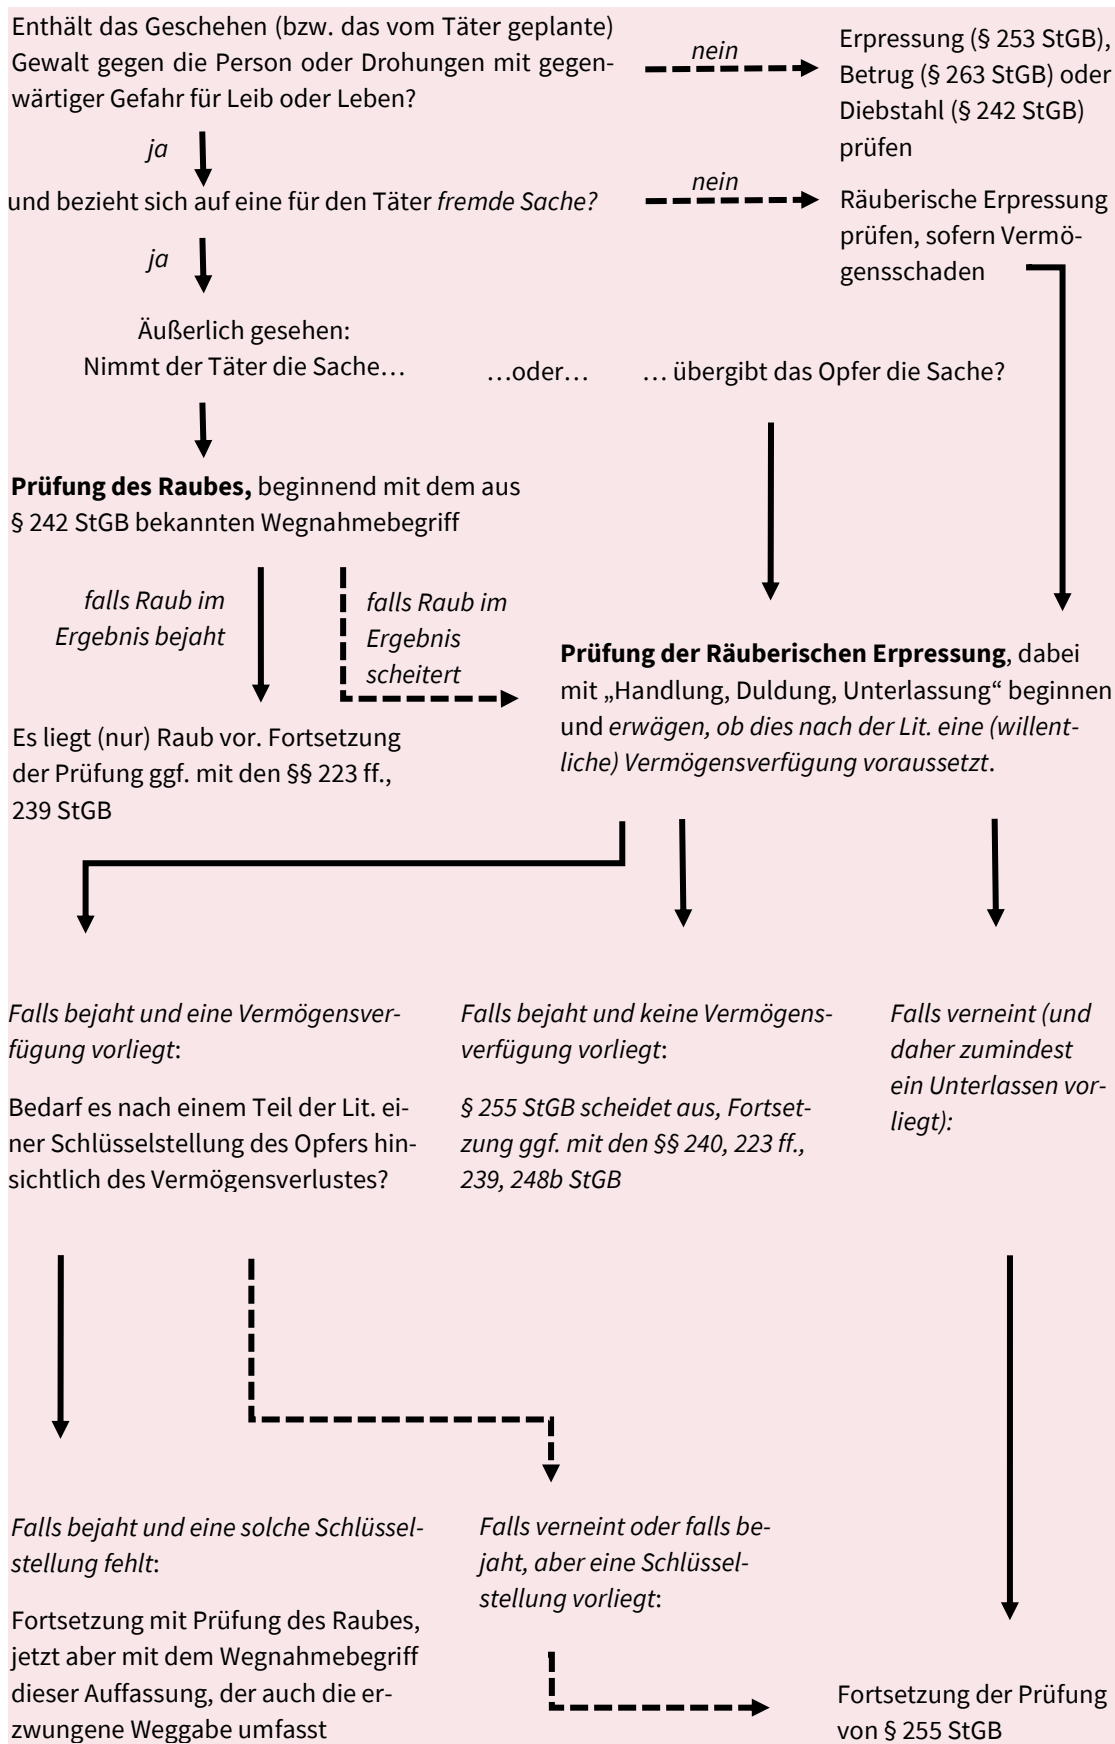 Enthält das Geschehen (bzw. das vom Täter geplante)
Gewalt gegen die Person oder Drohungen mit gegen-
wärtiger Gefahr für Leib oder Leben?
nein
Erpressung (§ 253 StGB),
Betrug (§ 263 StGB) oder
Diebstahl (§ 242 StGB)
prüfen
ja
und bezieht sich auf eine für den Täter fremde Sache?
nein
Räuberische Erpressung
prüfen, sofern Vermö-
gensschaden
ja
Äußerlich gesehen:
Nimmt der Täter die Sache…
…oder…
… übergibt das Opfer die Sache?
Prüfung des Raubes, beginnend mit dem aus
§ 242 StGB bekannten Wegnahmebegriff
falls Raub im
Ergebnis bejaht
falls Raub im
Ergebnis
scheitert
Es liegt (nur) Raub vor. Fortsetzung
der Prüfung ggf. mit den §§ 223 ff.,
239 StGB
Prüfung der Räuberischen Erpressung, dabei
mit „Handlung, Duldung, Unterlassung“ beginnen
und erwägen, ob dies nach der Lit. eine (willent-
liche) Vermögensverfügung voraussetzt.
Falls bejaht und eine Vermögensver-
fügung vorliegt:
Bedarf es nach einem Teil der Lit. ei-
ner Schlüsselstellung des Opfers hin-
sichtlich des Vermögensverlustes?
Falls bejaht und keine Vermögens-
verfügung vorliegt:
§ 255 StGB scheidet aus, Fortset-
zung ggf. mit den §§ 240, 223 ff.,
239, 248b StGB
Falls verneint (und
daher zumindest
ein Unterlassen vor-
liegt):
Falls bejaht und eine solche Schlüssel-
stellung fehlt:
Fortsetzung mit Prüfung des Raubes,
jetzt aber mit dem Wegnahmebegriff
dieser Auffassung, der auch die er-
zwungene Weggabe umfasst
Falls verneint oder falls be-
jaht, aber eine Schlüssel-
stellung vorliegt:
Fortsetzung der Prüfung
von § 255 StGB